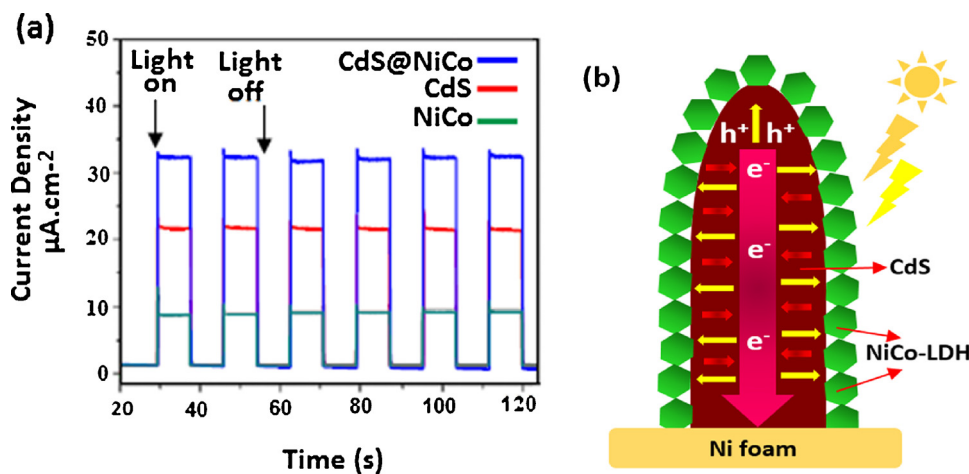 (a)
Current Density
µA.cm-2
50
40
30
20
10
0
Light
on
Light
off
CdS@NiCo
CdS
NiCo
20
40
60
80
100
120
Time (s)
(b)
h+ h+
e-
e-
e-
CdS
NiCo-LDH
Ni foam